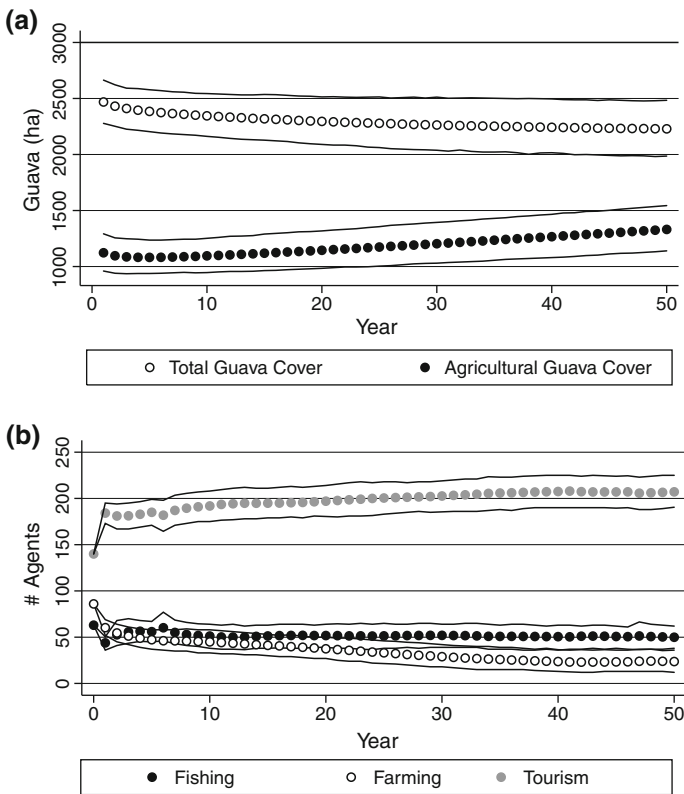 (a)
3000
2500
2000
1500
1000
Guava (ha)
0 10 20 30 40 50
Year
Total Guava Cover Agricultural Guava Cover
(b)
250
200
150
100
50
0
# Agents
0 10 20 30 40 50
Year
Fishing Farming Tourism